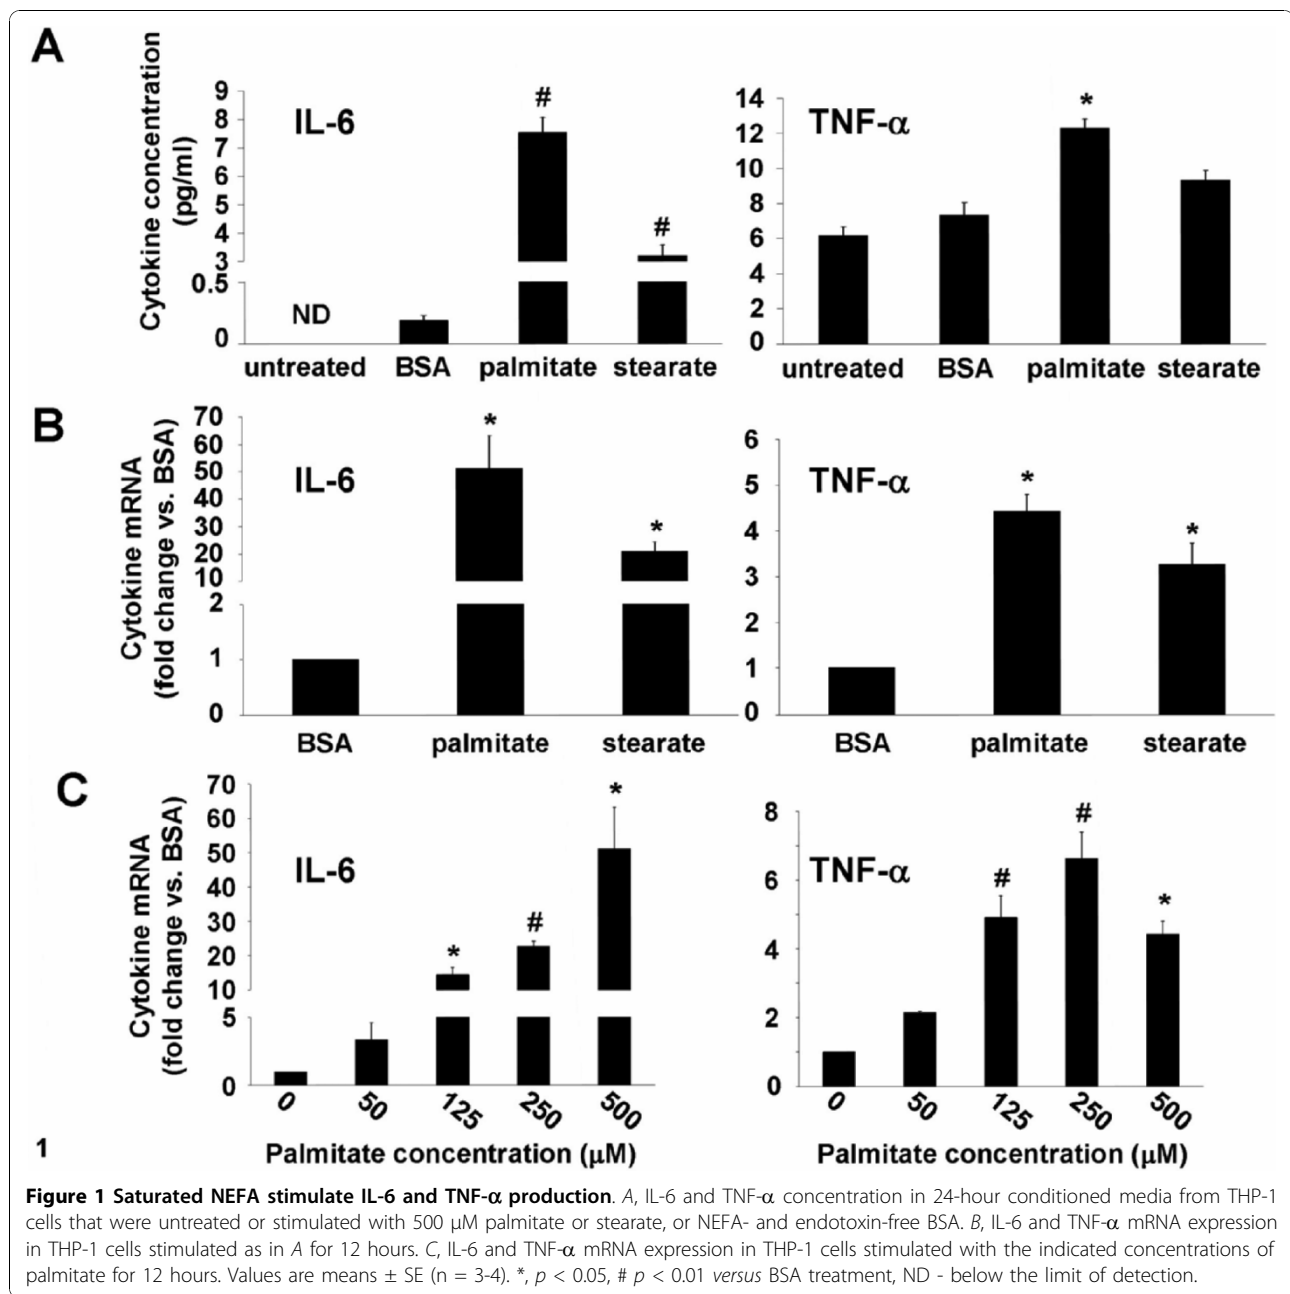 A
Cytokine concentration
(pg/ml)
9
8
7
6
5
4
3
0.5
0
IL-6
#
#
ND
untreated BSA palmitate stearate
14
12
10
8
6
4
2
0
TNF-α
*
untreated BSA palmitate stearate
B
Cytokine mRNA
(fold change vs. BSA)
70
60
50
40
30
20
10
2
1
0
IL-6
*
*
BSA palmitate stearate
6
5
4
3
2
1
0
TNF-α
*
*
BSA palmitate stearate
C
Cytokine mRNA
(fold change vs. BSA)
70
60
50
40
30
20
10
5
0
IL-6
*
#
*
0 50 125 250 500
Palmitate concentration (μM)
8
6
4
2
0
TNF-α
#
#
*
0 50 125 250 500
Palmitate concentration (μM)
1
Figure 1 Saturated NEFA stimulate IL-6 and TNF-α production. A, IL-6 and TNF-α concentration in 24-hour conditioned media from THP-1
cells that were untreated or stimulated with 500 μM palmitate or stearate, or NEFA- and endotoxin-free BSA. B, IL-6 and TNF-α mRNA expression
in THP-1 cells stimulated as in A for 12 hours. C, IL-6 and TNF-α mRNA expression in THP-1 cells stimulated with the indicated concentrations of
palmitate for 12 hours. Values are means ± SE (n = 3-4). *, p < 0.05, # p < 0.01 versus BSA treatment, ND - below the limit of detection.